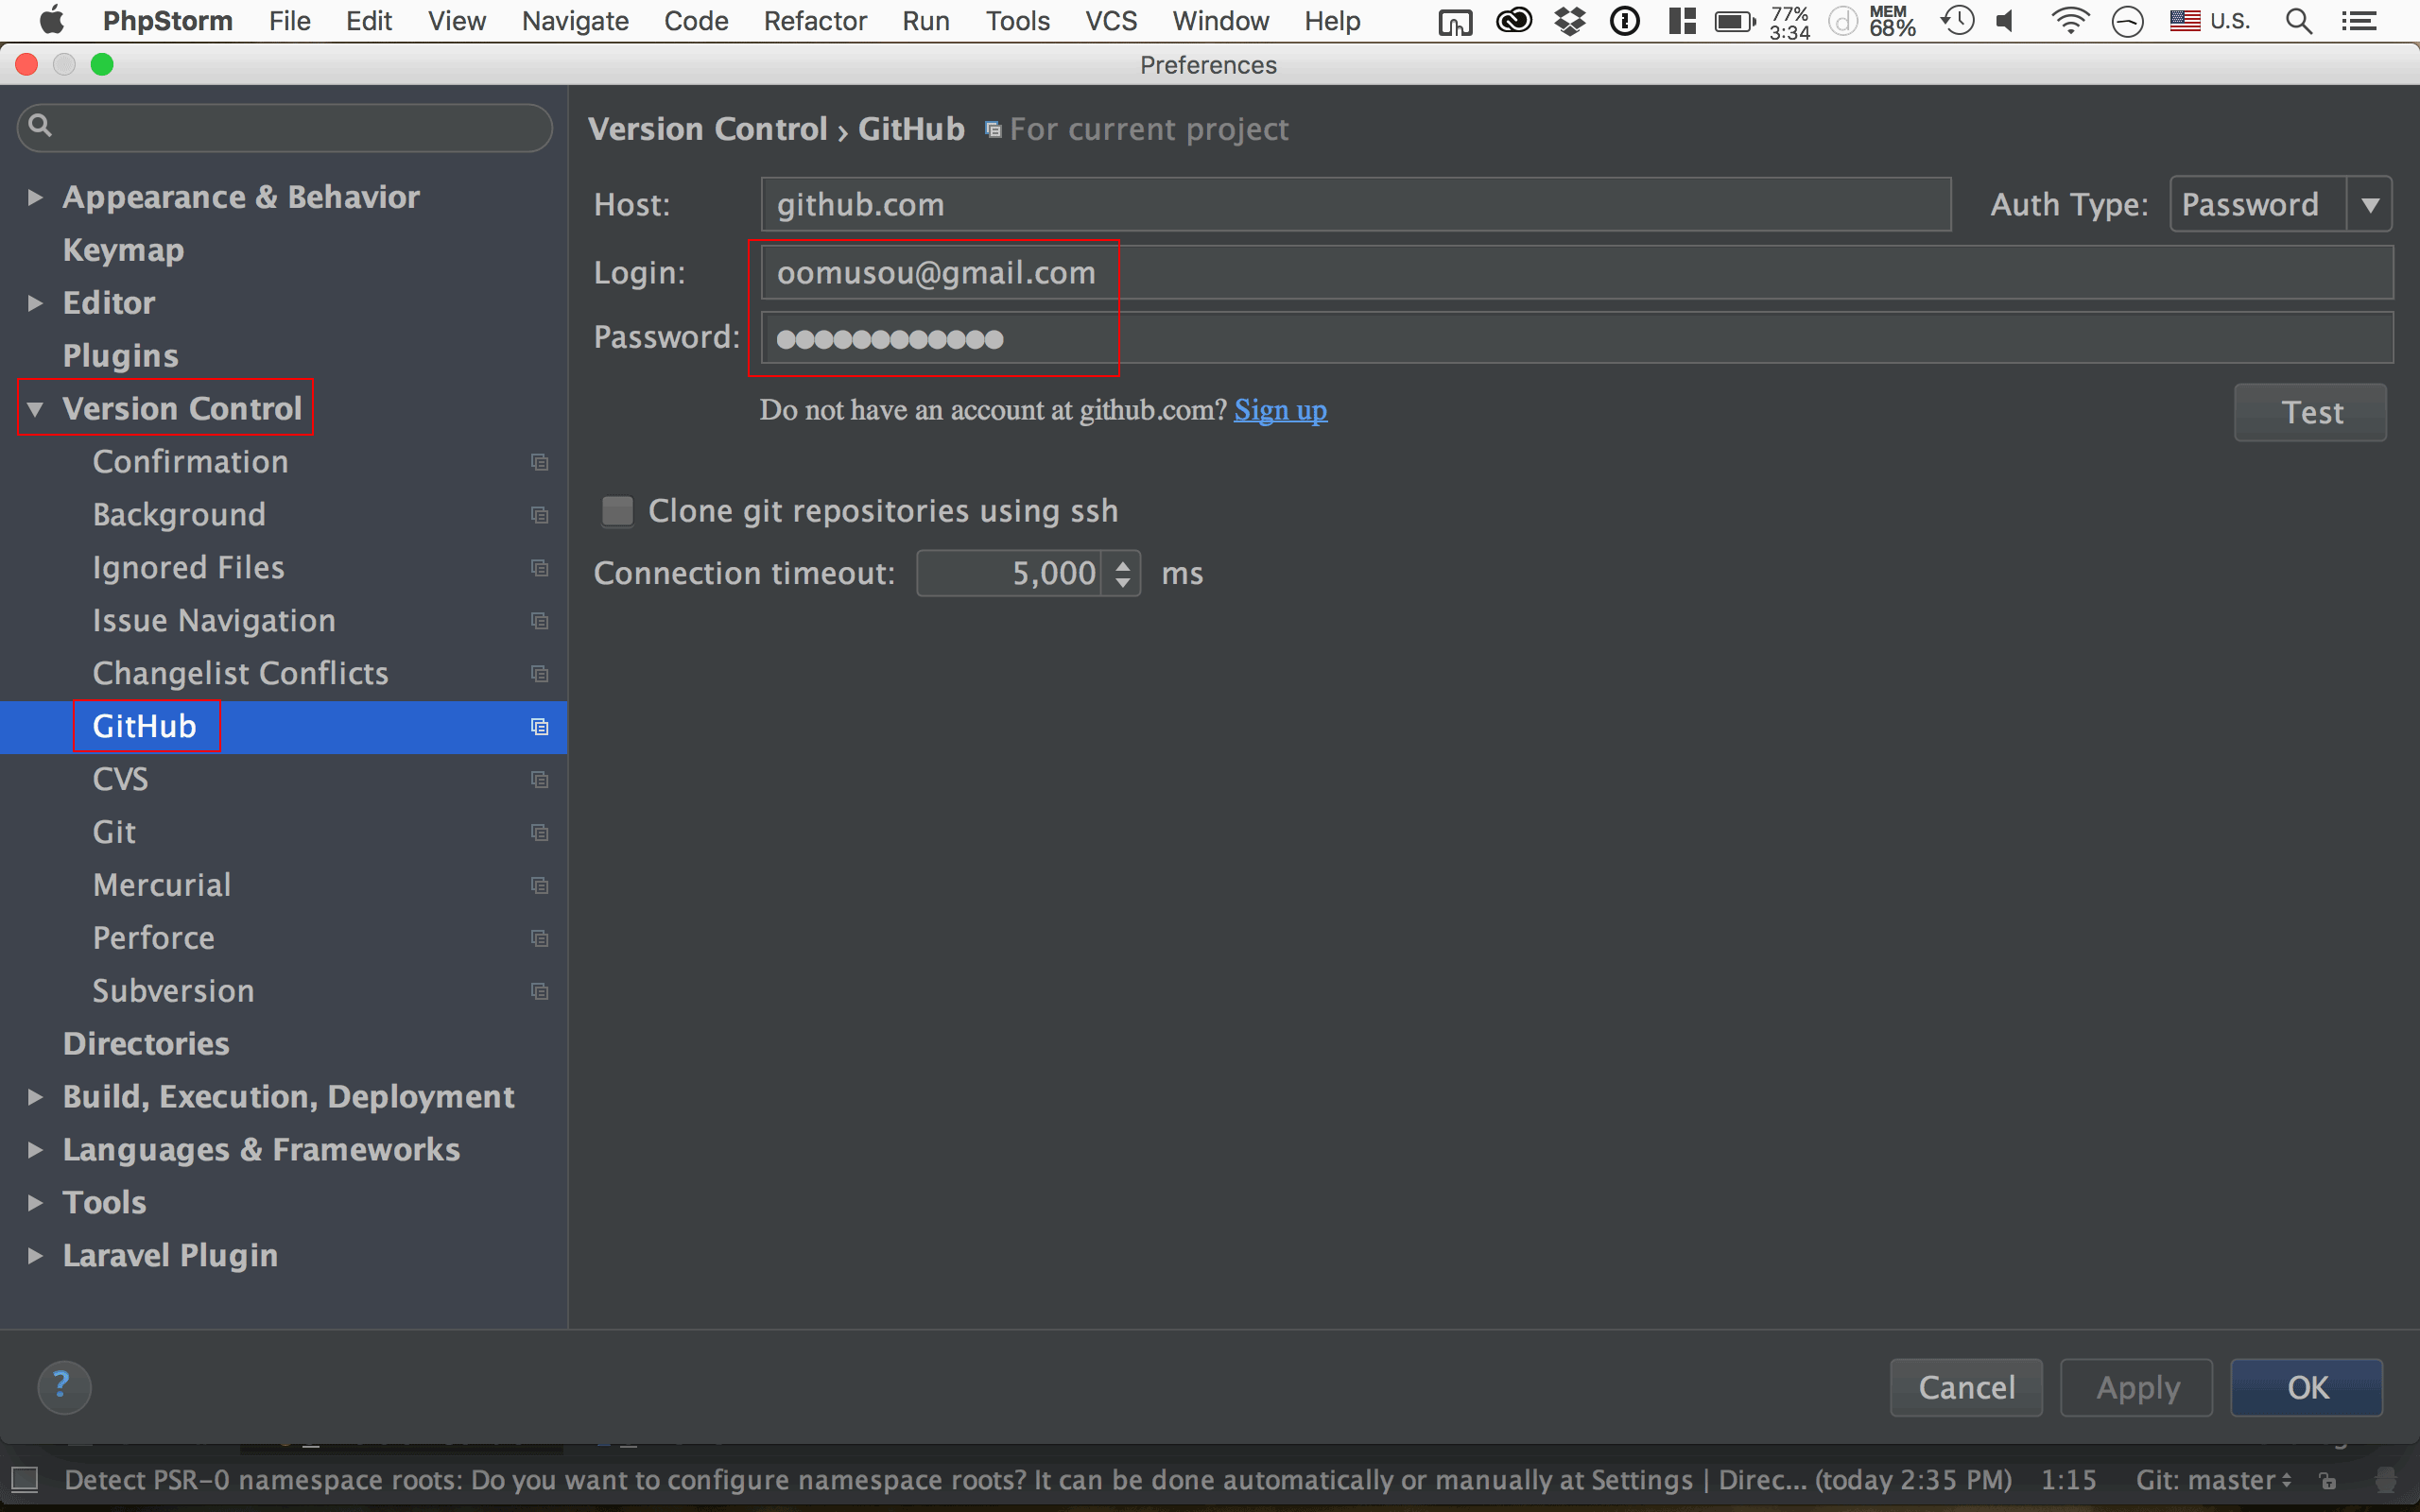 PhpStorm File Edit View Navigate Code Refactor Run Tools VCS Window Help 77% 3:34 MEM 68% U.S.
Preferences
Version Control › GitHub For current project
Appearance & Behavior
Keymap
Editor
Plugins
Version Control
Confirmation
Background
Ignored Files
Issue Navigation
Changelist Conflicts
GitHub
CVS
Git
Mercurial
Perforce
Subversion
Directories
Build, Execution, Deployment
Languages & Frameworks
Tools
Laravel Plugin
Host: github.com Auth Type: Password
Login: oomusou@gmail.com
Password: ●●●●●●●●●●●●
Do not have an account at github.com? Sign up
Test
Clone git repositories using ssh
Connection timeout: 5,000 ms
? Cancel Apply OK
Detect PSR-0 namespace roots: Do you want to configure namespace roots? It can be done automatically or manually at Settings | Direc... (today 2:35 PM) 1:15 Git: master